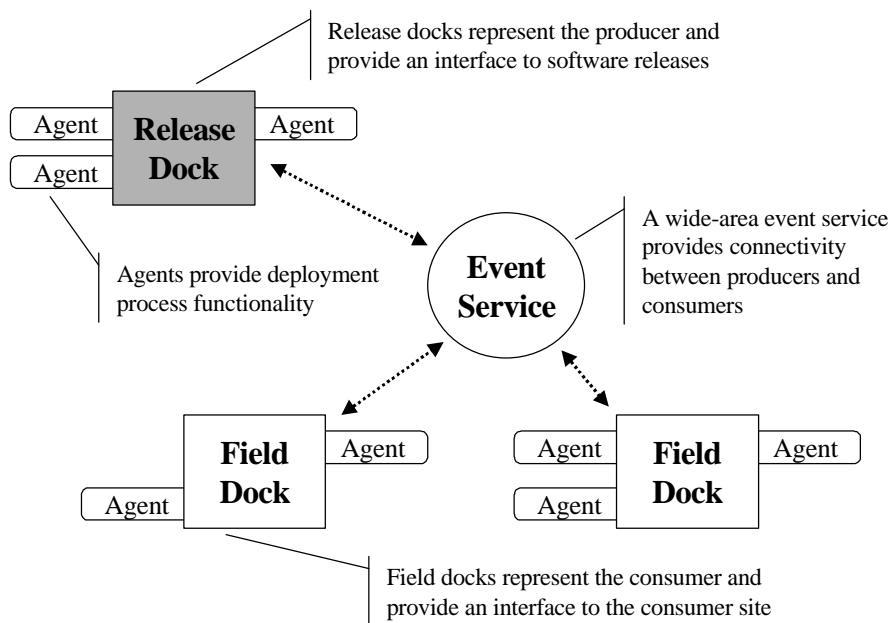 Release docks represent the producer and
provide an interface to software releases
Agent
Release
Dock
Agent
Agent
A wide-area event service
provides connectivity
between producers and
consumers
Event
Service
Agents provide deployment
process functionality
Field
Dock
Agent
Agent
Agent
Field
Dock
Agent
Agent
Field docks represent the consumer and
provide an interface to the consumer site